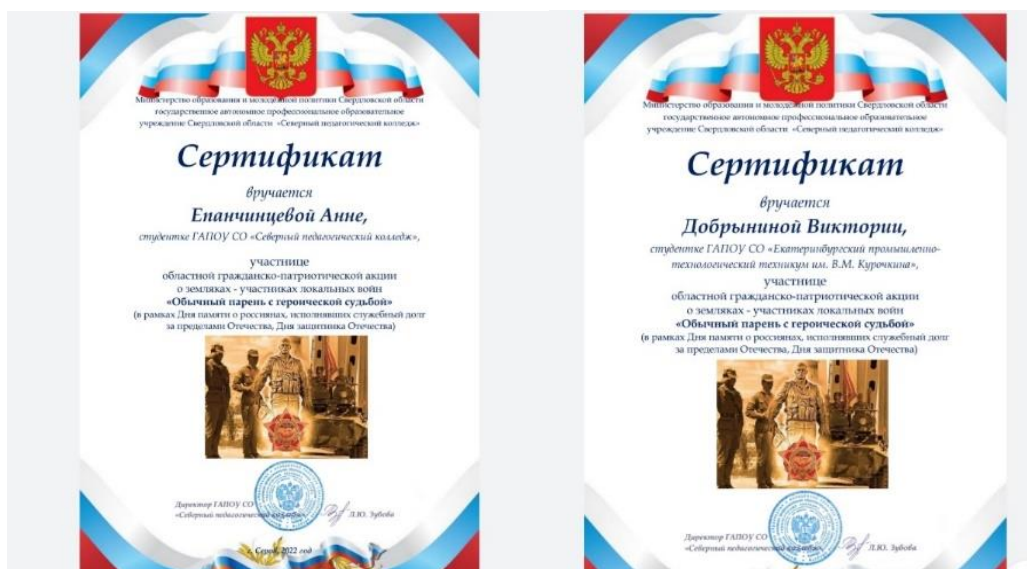 Министерство образования и молодежной политики Свердловской области
государственное автономное профессиональное образовательное
учреждение Свердловской области «Северный педагогический колледж»
Сертификат
вручается
Епанчинцевой Анне,
студентке ГАПОУ СО «Северный педагогический колледж»,
участнице
областной гражданско-патриотической акции
о земляках - участниках локальных войн
«Обычный парень с героической судьбой»
(в рамках Дня памяти о россиянах, исполнявших служебный долг
за пределами Отечества, Дня защитника Отечества)
Директор ГАПОУ СО
«Северный педагогический колледж»
Л.Ю. Зубова
г. Серов, 2022 год
Министерство образования и молодежной политики Свердловской области
государственное автономное профессиональное образовательное
учреждение Свердловской области «Северный педагогический колледж»
Сертификат
вручается
Добрыниной Виктории,
студентке ГАПОУ СО «Екатеринбургский промышленно-
технологический техникум им. В.М. Курочкина»,
участнице
областной гражданско-патриотической акции
о земляках - участниках локальных войн
«Обычный парень с героической судьбой»
(в рамках Дня памяти о россиянах, исполнявших служебный долг
за пределами Отечества, Дня защитника Отечества)
Директор ГАПОУ СО
«Северный педагогический колледж»
Л.Ю. Зубова